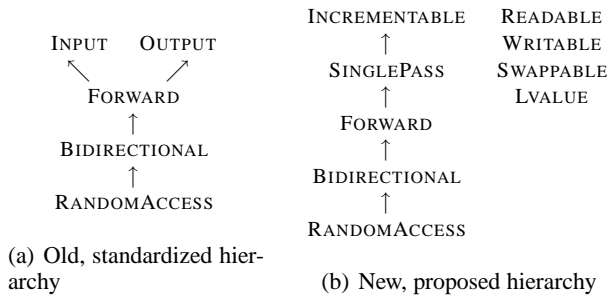 INPUT OUTPUT
FORWARD
BIDIRECTIONAL
RANDOMACCESS
(a) Old, standardized hier-
archy
INCREMENTABLE
SINGLEPASS
FORWARD
BIDIRECTIONAL
RANDOMACCESS
READABLE
WRITABLE
SWAPPABLE
LVALUE
(b) New, proposed hierarchy